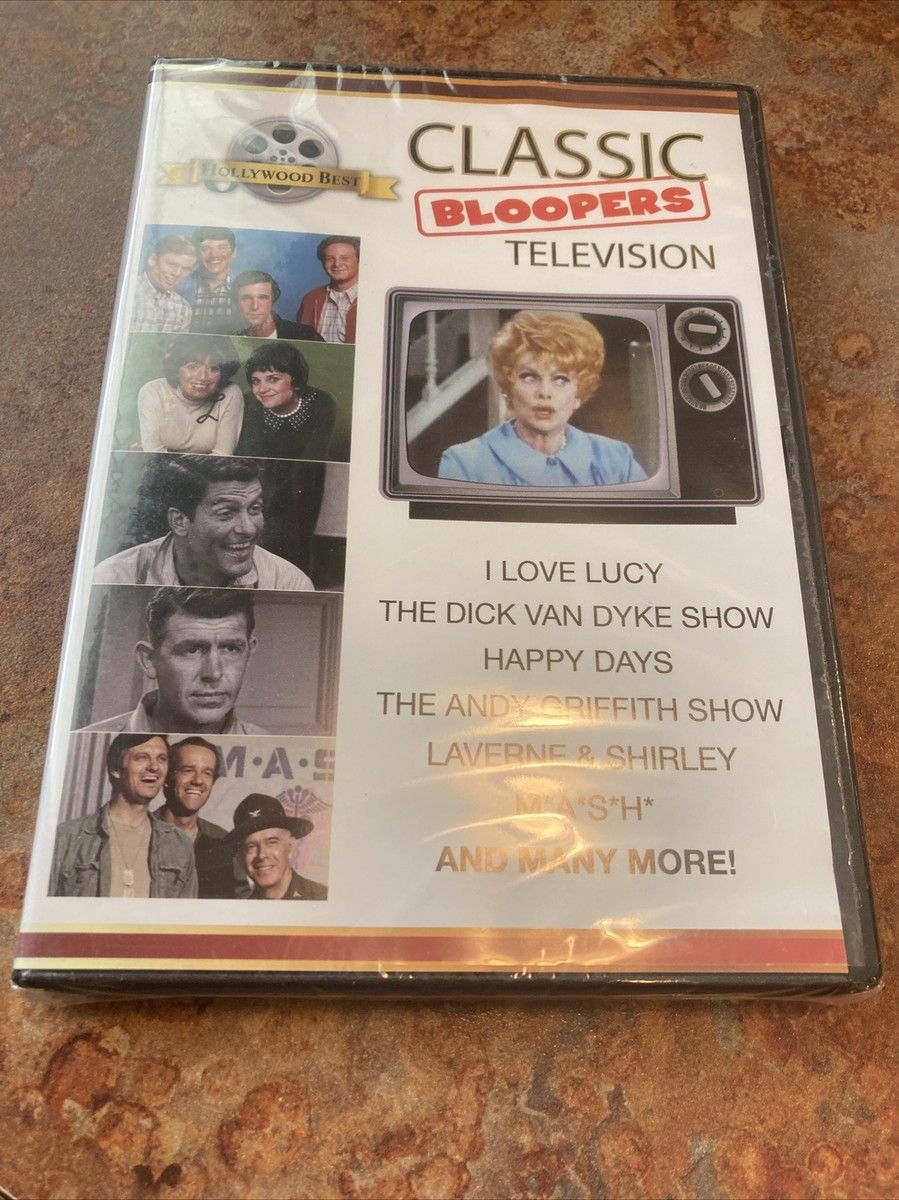 HOLLYWOOD BEST
CLASSIC
BLOOPERS
TELEVISION
I LOVE LUCY
THE DICK VAN DYKE SHOW
HAPPY DAYS
THE ANDY GRIFFITH SHOW
LAVERNE & SHIRLEY
M*A*S*H*
AND MANY MORE!
M•A•S